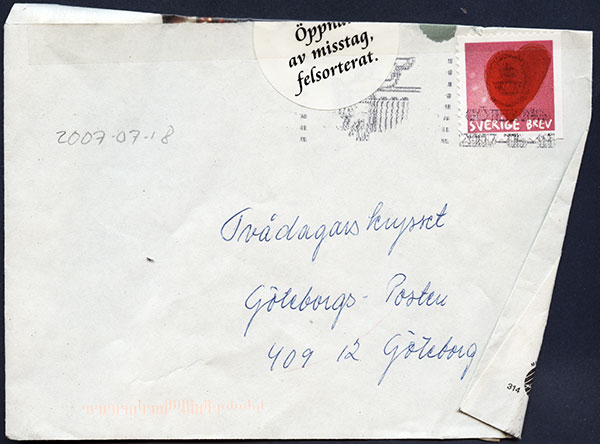 av misstag,
felsorterat.
SVERIGE BREV
2007-07-18
Tvådagarskrysset
Göteborgs-Posten
409 12 Göteborg
314